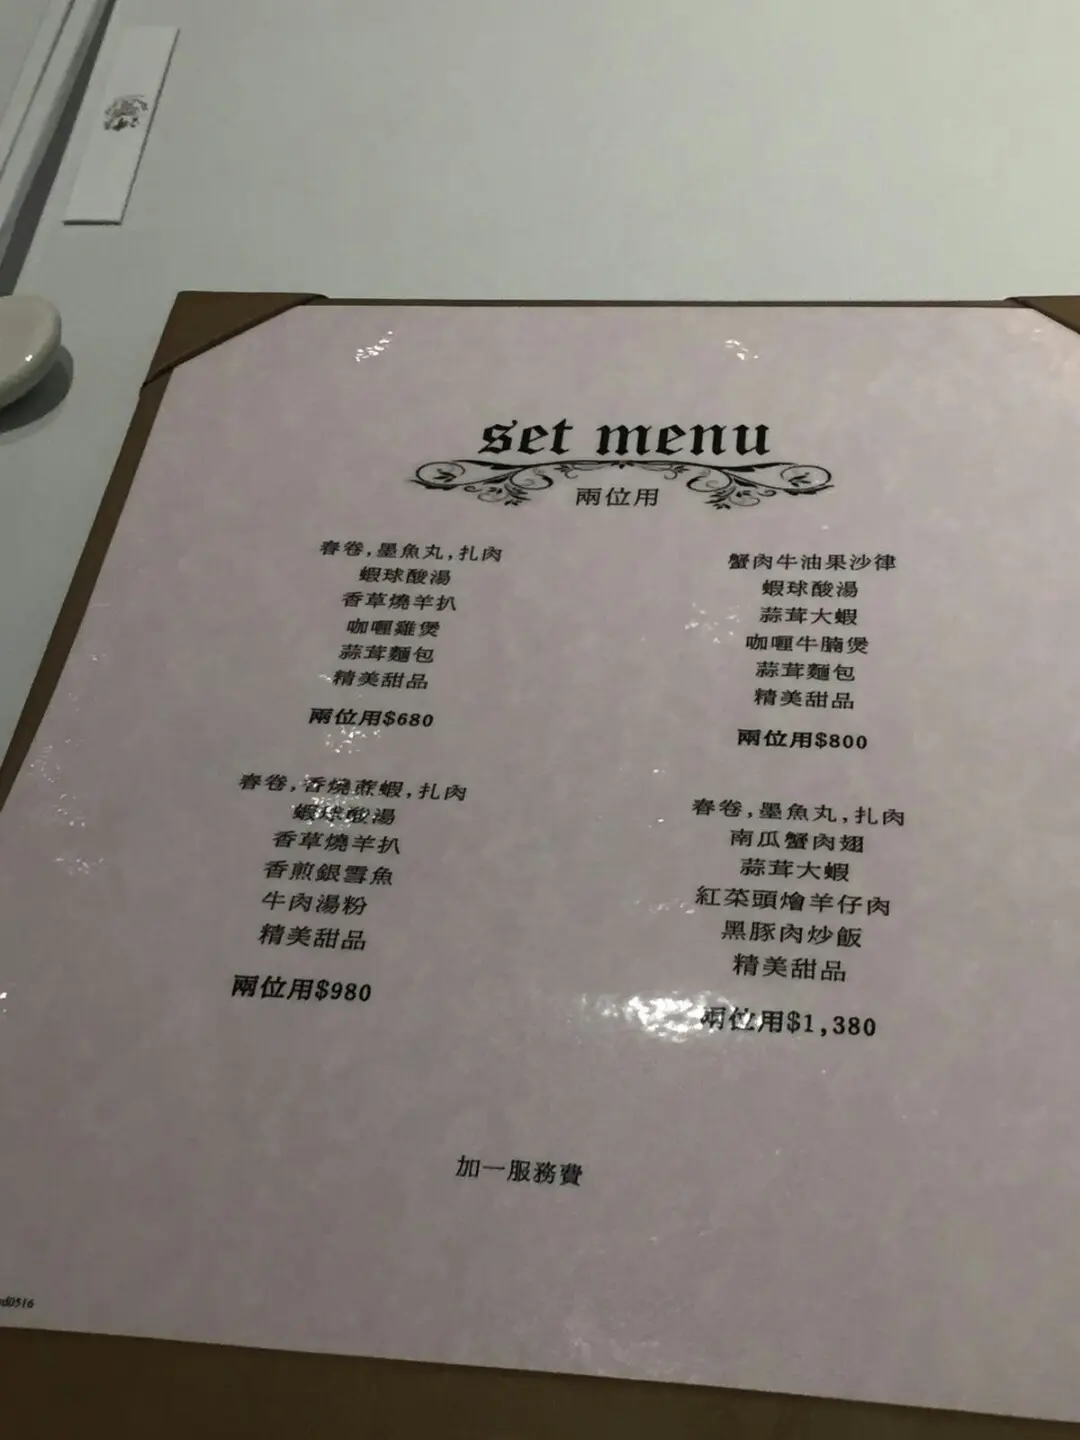 set menu
兩位用
春卷,墨魚丸,扎肉
蝦球酸湯
香草燒羊扒
咖喱雞煲
蒜茸麵包
精美甜品
兩位用$680
蟹肉牛油果沙律
蝦球酸湯
蒜茸大蝦
咖喱牛腩煲
蒜茸麵包
精美甜品
兩位用$800
春卷,香燒蔗蝦,扎肉
蝦球酸湯
香草燒羊扒
香煎銀雪魚
牛肉湯粉
精美甜品
兩位用$980
春卷,墨魚丸,扎肉
南瓜蟹肉翅
蒜茸大蝦
紅菜頭燴羊仔肉
黑豚肉炒飯
精美甜品
兩位用$1,380
加一服務費